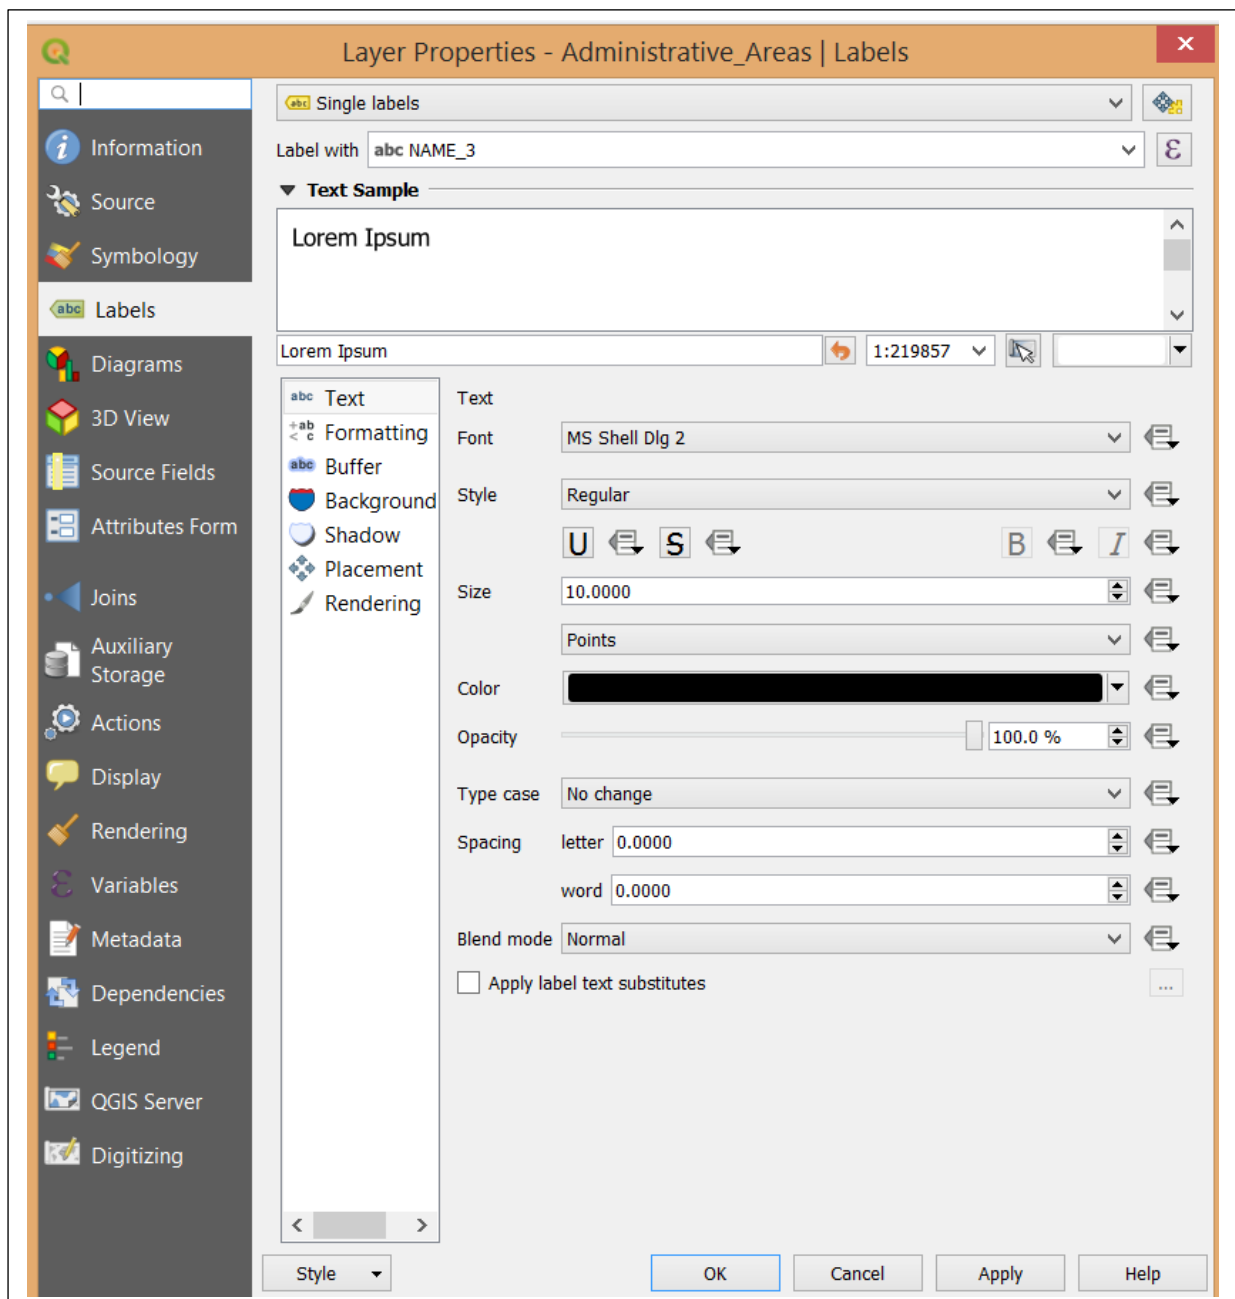 Layer Properties - Administrative_Areas | Labels
Single labels
Information
Label with abc NAME_3 ε
Text Sample
Source
Lorem Ipsum
Symbology
abc Labels
Lorem Ipsum 1:219857
Diagrams
abc Text
Text
3D View
+ab < c Formatting
Font MS Shell Dlg 2
abc Buffer
Source Fields
Background
Style Regular
Attributes Form
Shadow
U S B I
Placement
Joins
Rendering
Size 10.0000
Auxiliary
Storage
Points
Color
Actions
Opacity 100.0 %
Display
Type case No change
Rendering
Spacing letter 0.0000
Variables
word 0.0000
Metadata
Blend mode Normal
Dependencies
Apply label text substitutes ...
Legend
QGIS Server
Digitizing
Style OK Cancel Apply Help